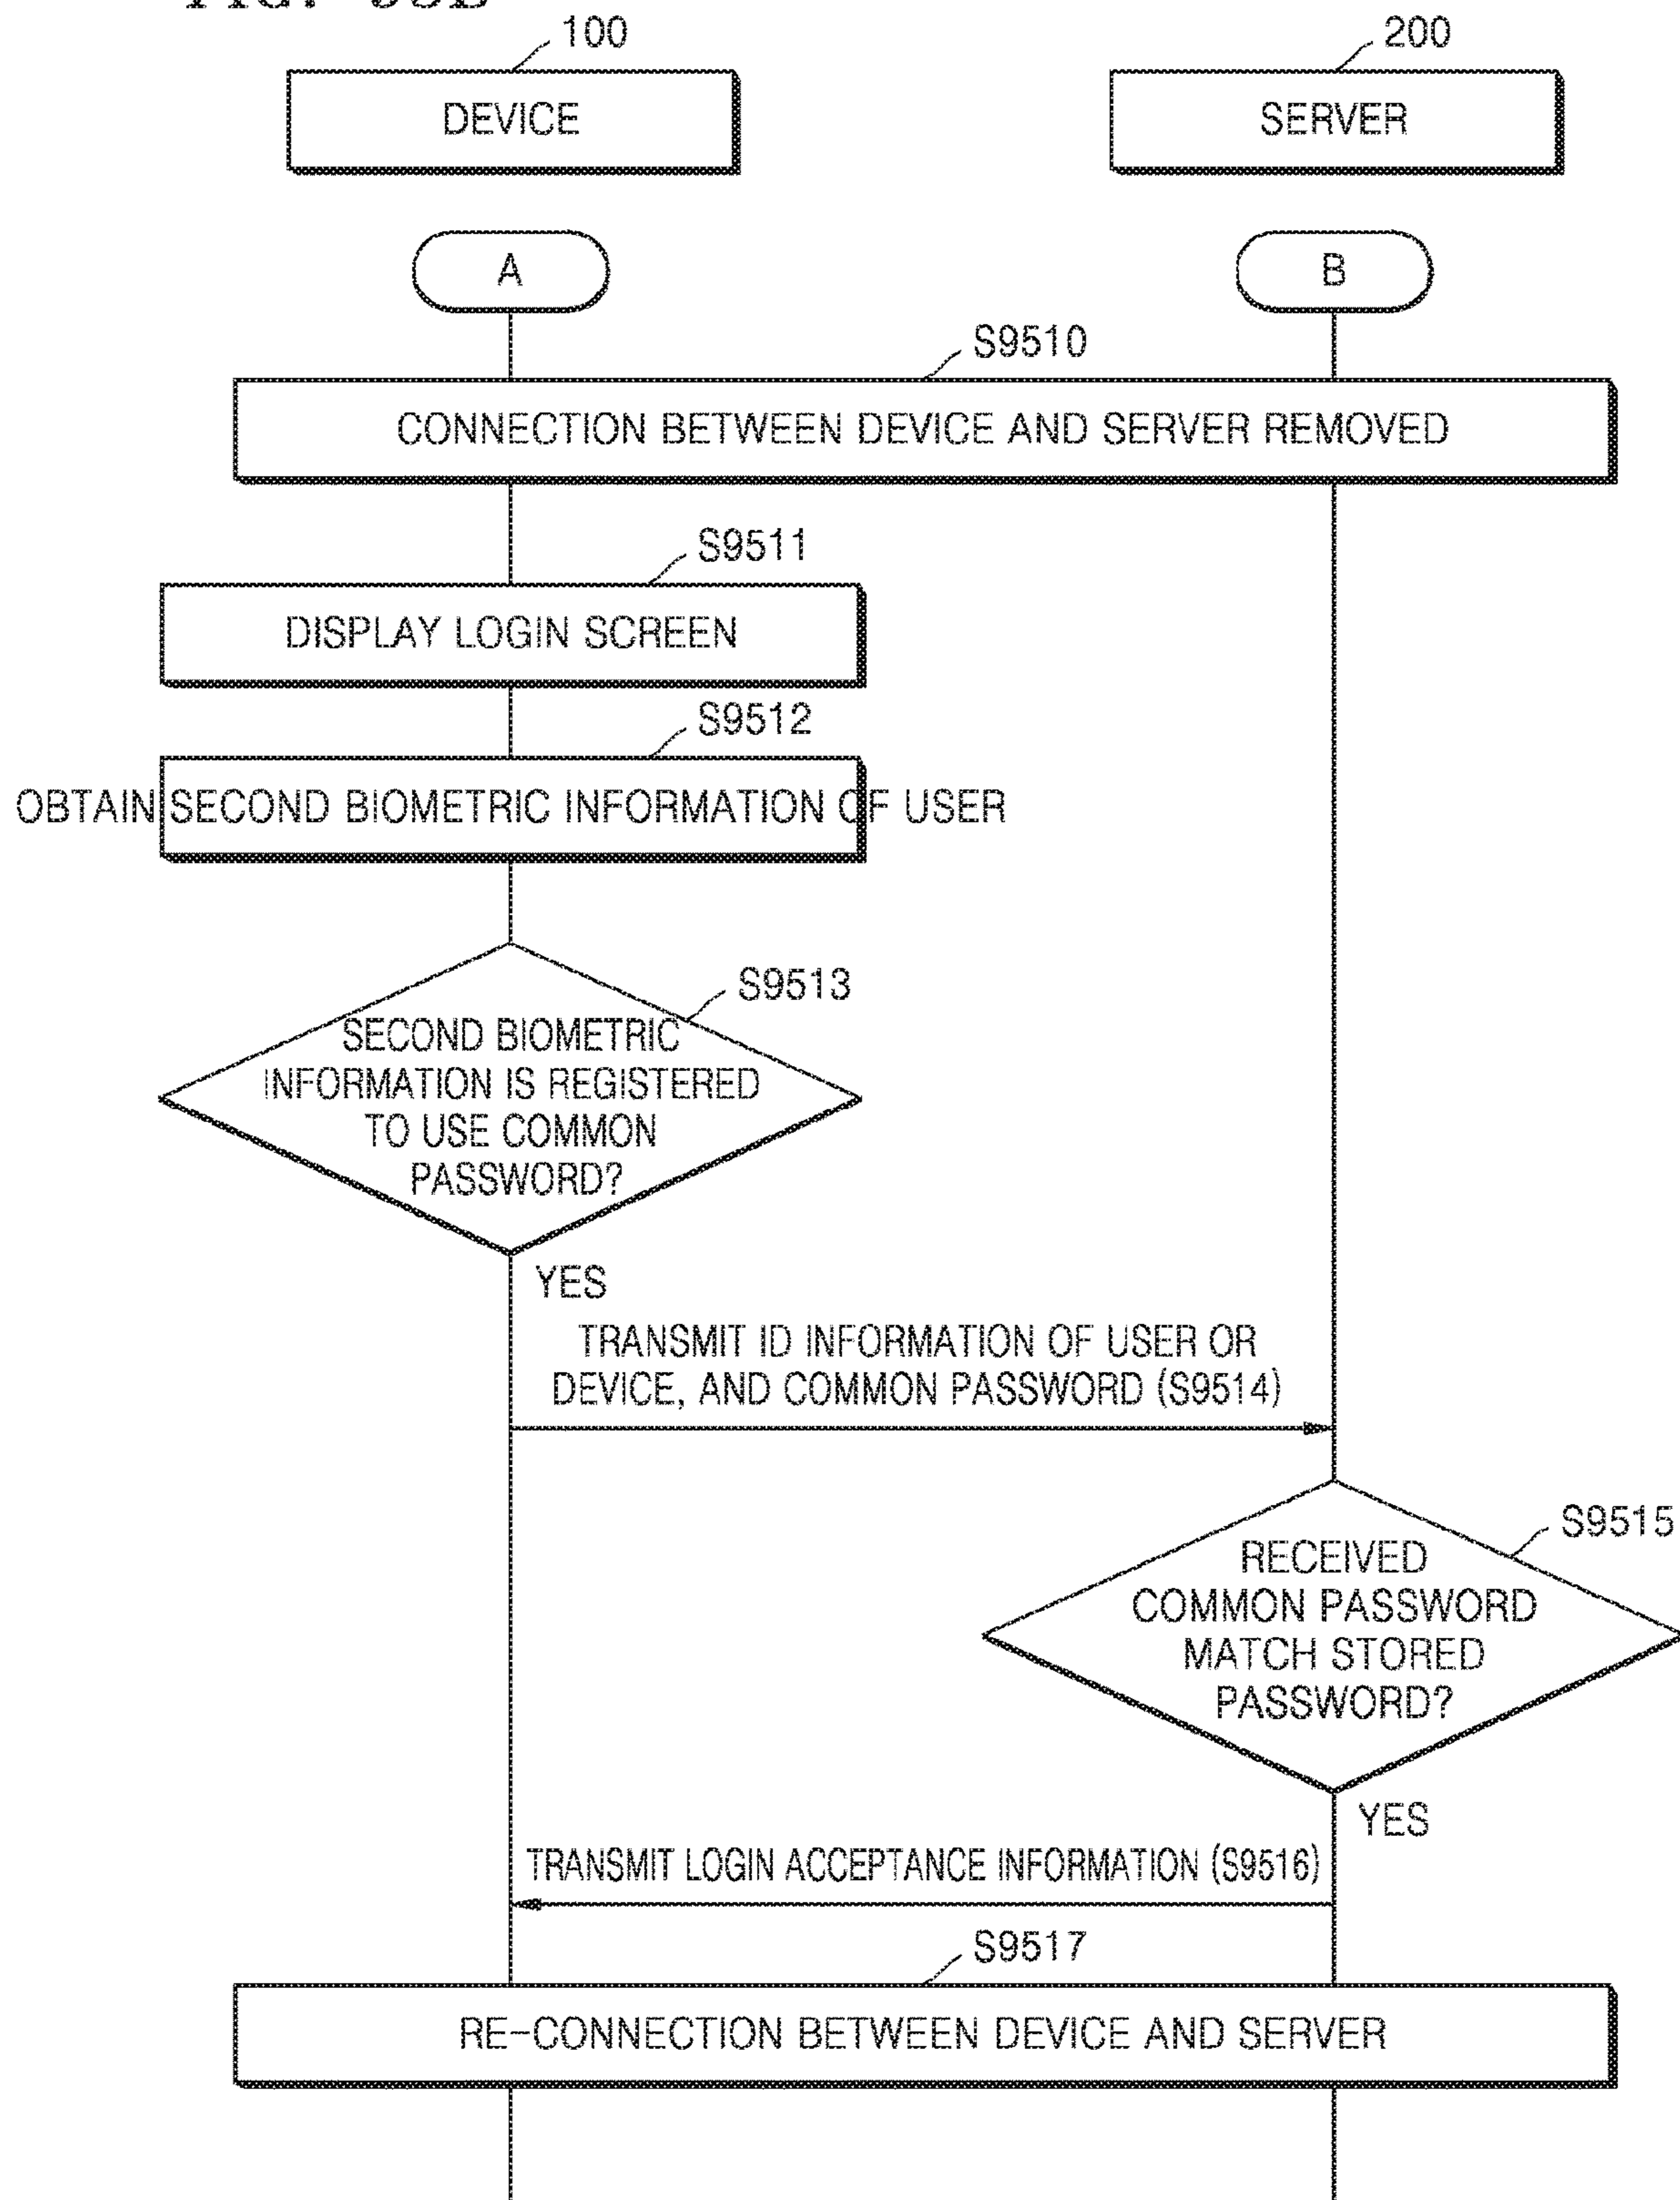 100
200
DEVICE
SERVER
A
B
S9510
CONNECTION BETWEEN DEVICE AND SERVER REMOVED
S9511
DISPLAY LOGIN SCREEN
S9512
OBTAIN SECOND BIOMETRIC INFORMATION OF USER
S9513
SECOND BIOMETRIC
INFORMATION IS REGISTERED
TO USE COMMON
PASSWORD?
YES
TRANSMIT ID INFORMATION OF USER OR
DEVICE, AND COMMON PASSWORD (S9514)
S9515
RECEIVED
COMMON PASSWORD
MATCH STORED
PASSWORD?
YES
TRANSMIT LOGIN ACCEPTANCE INFORMATION (S9516)
S9517
RE-CONNECTION BETWEEN DEVICE AND SERVER